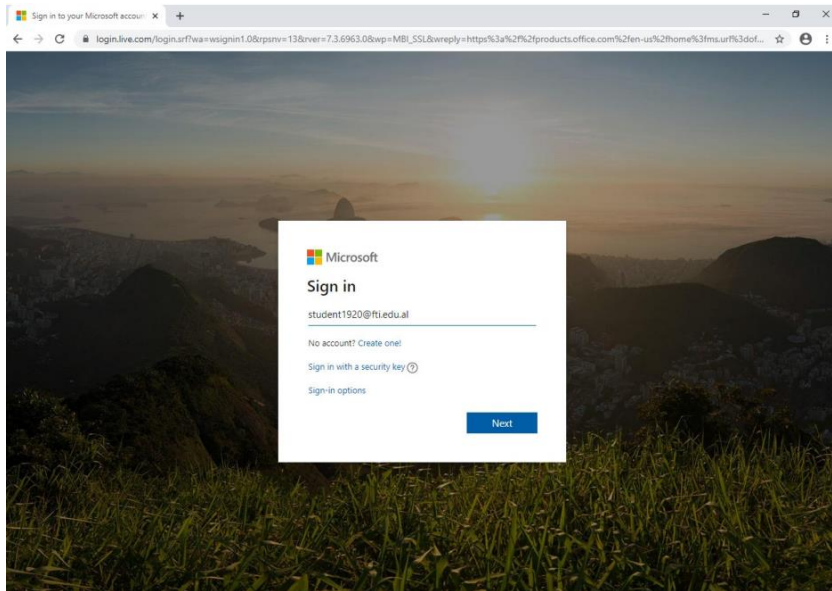 Sign in to your Microsoft accoun
login.live.com/login.srf?wa=wsignin1.0&rpsnv=13&rver=7.3.6963.0&wp=MBI_SSL&wreply=https%3a%2f%2fproducts.office.com%2fen-us%2fhome%3fms.url%3dof...
Microsoft
Sign in
student1920@fti.edu.al
No account? Create one!
Sign in with a security key
Sign-in options
Next